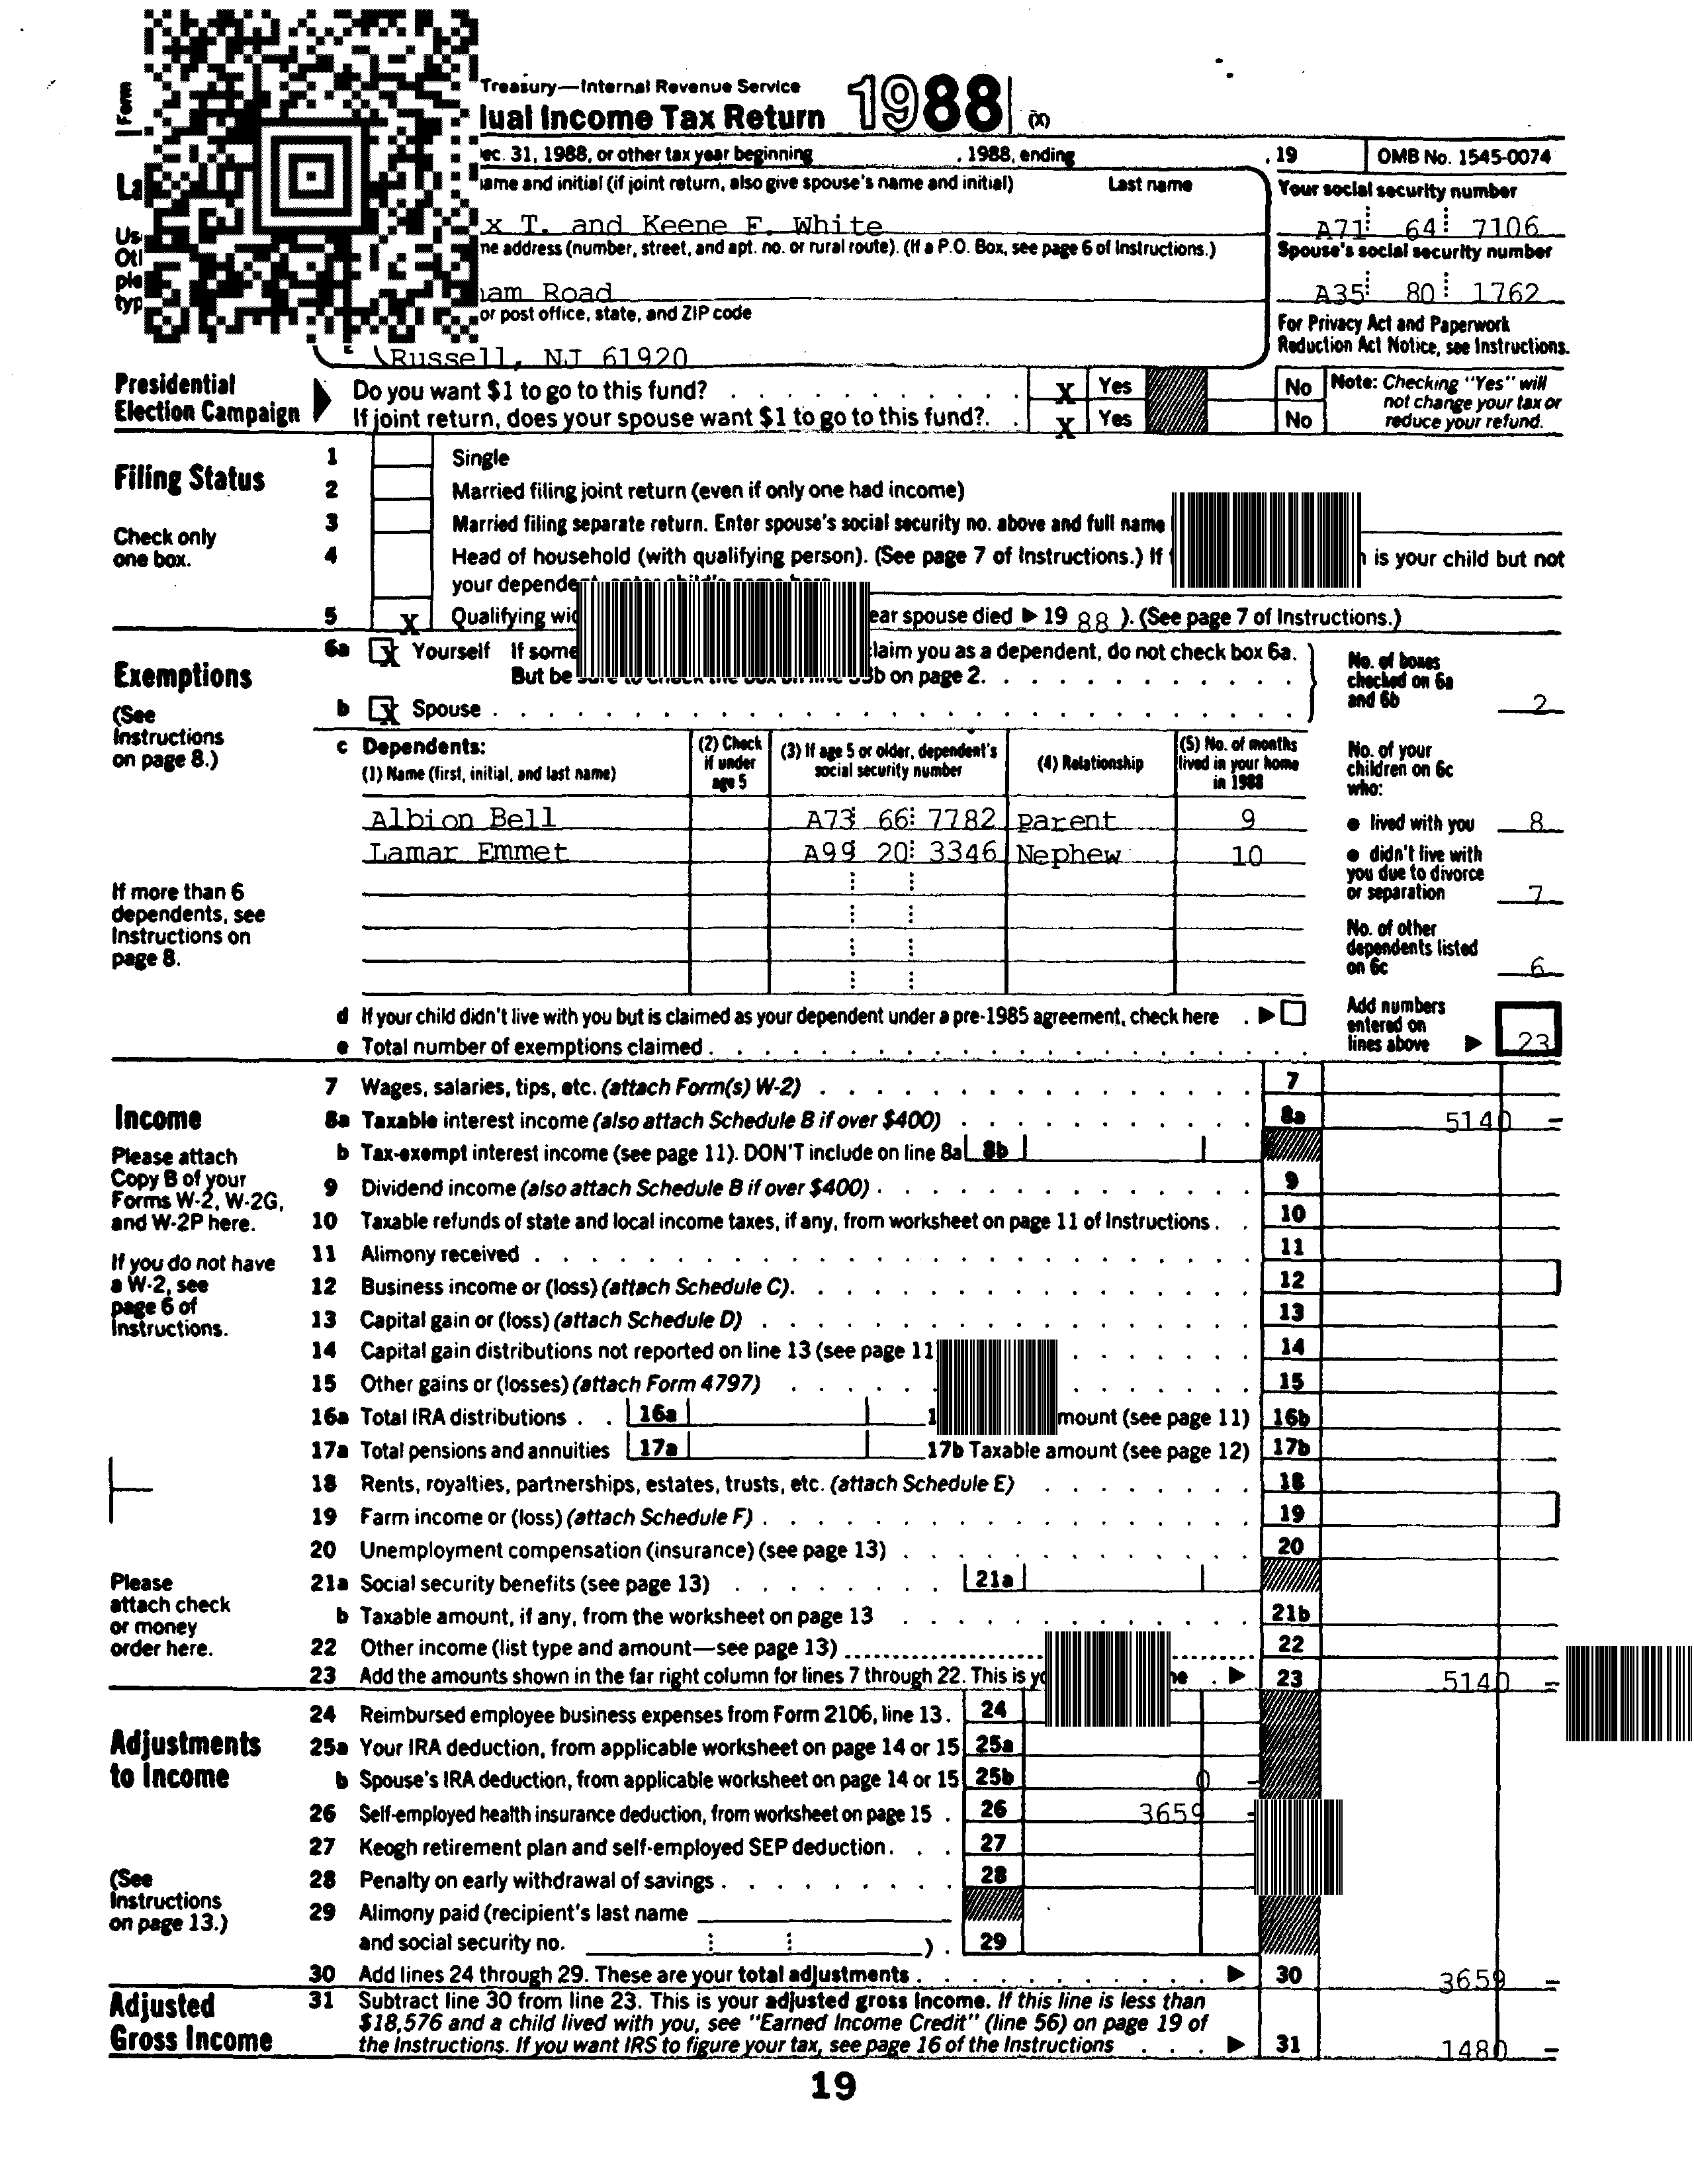 Form
Treasury—Internal Revenue Service
Income Tax Return 1988 (X)
31, 1988, or other tax year beginning , 1988, ending , 19 OMB No. 1545-0074
and initial (if joint return, also give spouse's name and initial) Last name Your social security number
T. and Keene F. White A71 64 7106
address (number, street, and apt. no. or rural route). (If a P.O. Box, see page 6 of Instructions.) Spouse's social security number
Road A35 80 1762
or post office, state, and ZIP code For Privacy Act and Paperwork
Reduction Act Notice, see Instructions.
Russell, NJ 61920
Presidential Election Campaign
Do you want $1 to go to this fund? X Yes No
If joint return, does your spouse want $1 to go to this fund? X Yes No
Note: Checking "Yes" will not change your tax or reduce your refund.
Filing Status
Check only one box.
1 Single
2 Married filing joint return (even if only one had income)
3 Married filing separate return. Enter spouse's social security no. above and full name
4 Head of household (with qualifying person). (See page 7 of Instructions.) If is your child but not
your
5 X Qualifying spouse died ▶ 19 88 ). (See page 7 of Instructions.)
Exemptions
(See Instructions on page 8.)
6a X Yourself If claim you as a dependent, do not check box 6a.
But be on page 2.
b X Spouse
No. of boxes checked on 6a and 6b 2
c Dependents:
(1) Name (first, initial, and last name) (2) Check if under age 5 (3) If age 5 or older, dependent's social security number (4) Relationship (5) No. of months lived in your home in 1988
Albion Bell A73 66 7782 parent 9
Lamar Emmet A99 20 3346 Nephew 10
If more than 6 dependents, see Instructions on page 8.
No. of your children on 6c who:
● lived with you 8
● didn't live with you due to divorce or separation 7
No. of other dependents listed on 6c 6
d If your child didn't live with you but is claimed as your dependent under a pre-1985 agreement, check here . ▶
e Total number of exemptions claimed
Add numbers entered on lines above ▶ 23
Income
Please attach Copy B of your Forms W-2, W-2G, and W-2P here.
If you do not have a W-2, see page 6 of Instructions.
Please attach check or money order here.
7 Wages, salaries, tips, etc. (attach Form(s) W-2) 7
8a Taxable interest income (also attach Schedule B if over $400) 8a 5140 –
b Tax-exempt interest income (see page 11). DON'T include on line 8a 8b
9 Dividend income (also attach Schedule B if over $400) 9
10 Taxable refunds of state and local income taxes, if any, from worksheet on page 11 of Instructions 10
11 Alimony received 11
12 Business income or (loss) (attach Schedule C) 12
13 Capital gain or (loss) (attach Schedule D) 13
14 Capital gain distributions not reported on line 13 (see page 11 14
15 Other gains or (losses) (attach Form 4797) 15
16a Total IRA distributions 16a (see page 11) 16b
17a Total pensions and annuities 17a 17b Taxable amount (see page 12) 17b
18 Rents, royalties, partnerships, estates, trusts, etc. (attach Schedule E) 18
19 Farm income or (loss) (attach Schedule F) 19
20 Unemployment compensation (insurance) (see page 13) 20
21a Social security benefits (see page 13) 21a
b Taxable amount, if any, from the worksheet on page 13 21b
22 Other income (list type and amount—see page 13) 22
23 Add the amounts shown in the far right column for lines 7 through 22. This is ▶ 23 5140 –
Adjustments to Income
(See Instructions on page 13.)
24 Reimbursed employee business expenses from Form 2106, line 13. 24
25a Your IRA deduction, from applicable worksheet on page 14 or 15 25a
b Spouse's IRA deduction, from applicable worksheet on page 14 or 15 25b 0 –
26 Self-employed health insurance deduction, from worksheet on page 15 . 26 3659
27 Keogh retirement plan and self-employed SEP deduction 27
28 Penalty on early withdrawal of savings 28
29 Alimony paid (recipient's last name
and social security no. ) . 29
30 Add lines 24 through 29. These are your total adjustments ▶ 30 3659 –
Adjusted Gross Income
31 Subtract line 30 from line 23. This is your adjusted gross income. If this line is less than
$18,576 and a child lived with you, see "Earned Income Credit" (line 56) on page 19 of
the Instructions. If you want IRS to figure your tax, see page 16 of the Instructions ▶ 31 1480 –
19